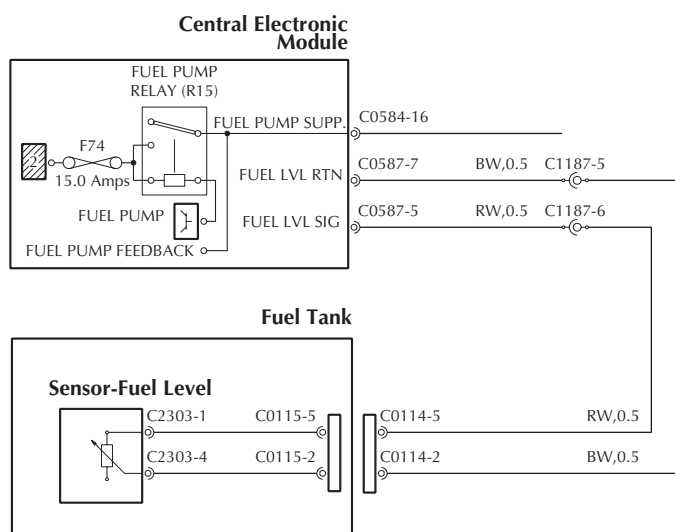 Central Electronic
Module
FUEL PUMP
RELAY (R15)
FUEL PUMP SUPP.
C0584-16
2
F74
15.0 Amps
FUEL LVL RTN
C0587-7
BW,0.5
C1187-5
FUEL PUMP
FUEL LVL SIG
C0587-5
RW,0.5
C1187-6
FUEL PUMP FEEDBACK
Fuel Tank
Sensor-Fuel Level
C2303-1
C0115-5
C0114-5
RW,0.5
C2303-4
C0115-2
C0114-2
BW,0.5